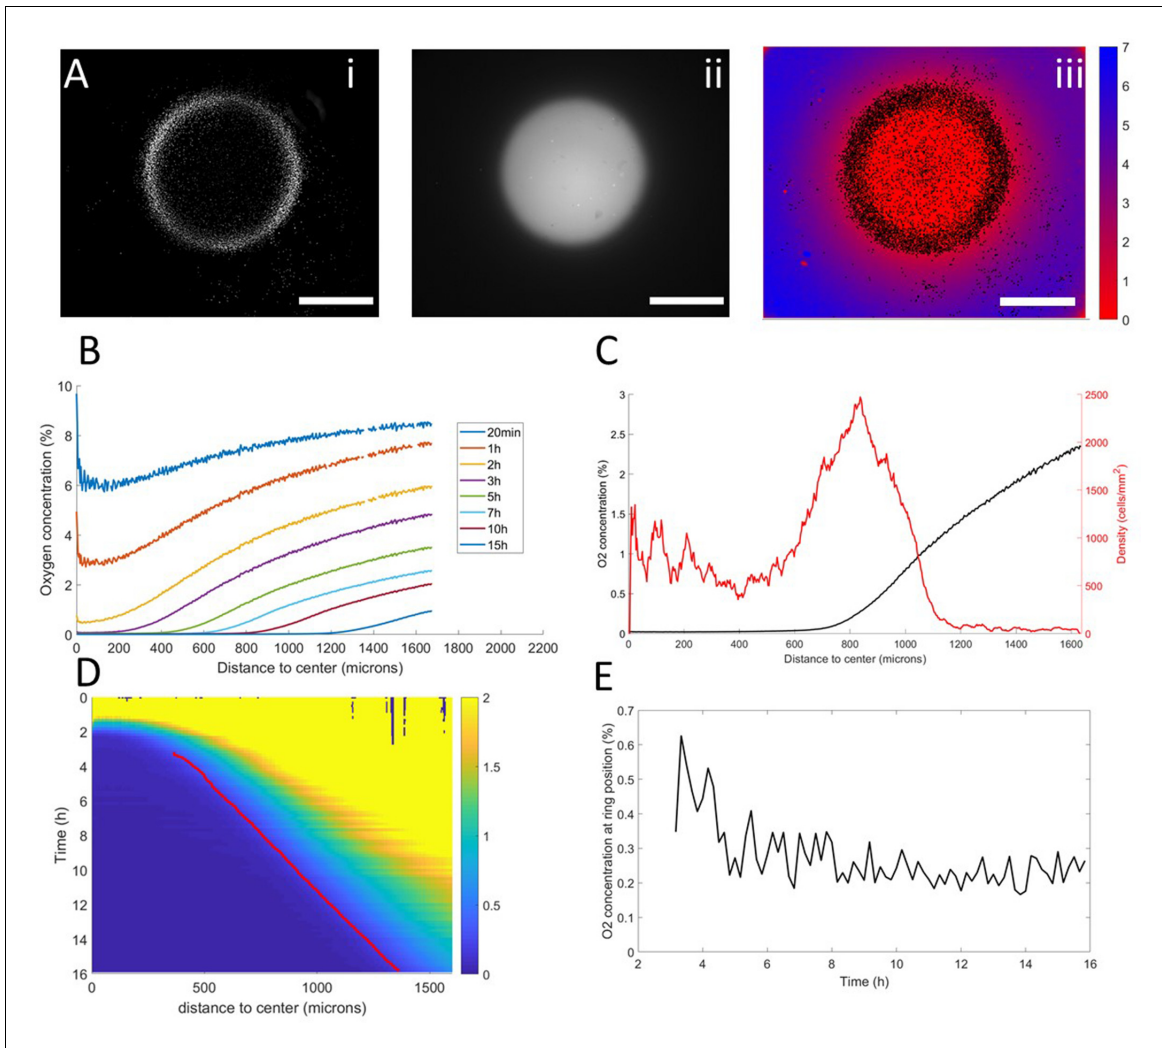 A
i
ii
iii
7
6
5
4
3
2
1
0
B
Oxygen concentration (%)
10
8
6
4
2
0
0 200 400 600 800 1000 1200 1400 1600 1800 2000 2200
Distance to center (microns)
20min
1h
2h
3h
5h
7h
10h
15h
C
O2 concentration (%)
3
2.5
2
1.5
1
0.5
0
0 200 400 600 800 1000 1200 1400 1600
Distance to center (microns)
2500
2000
1500
1000
500
0
Density (cells/mm²)
D
Time (h)
0
2
4
6
8
10
12
14
16
0 500 1000 1500
distance to center (microns)
2
1.5
1
0.5
0
E
O2 concentration at ring position (%)
0.7
0.6
0.5
0.4
0.3
0.2
0.1
0
2 4 6 8 10 12 14 16
Time (h)